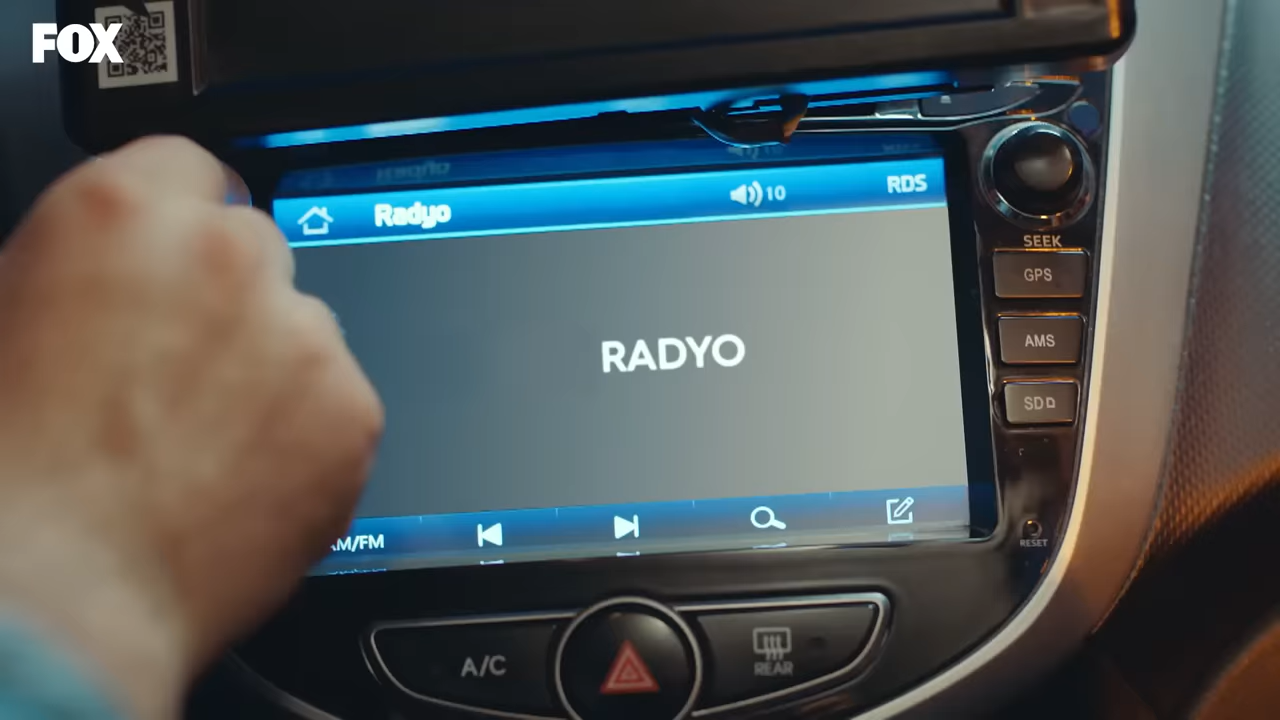 FOX
Radyo
10
RDS
SEEK
GPS
RADYO
AMS
SD
AM/FM
RESET
A/C
REAR